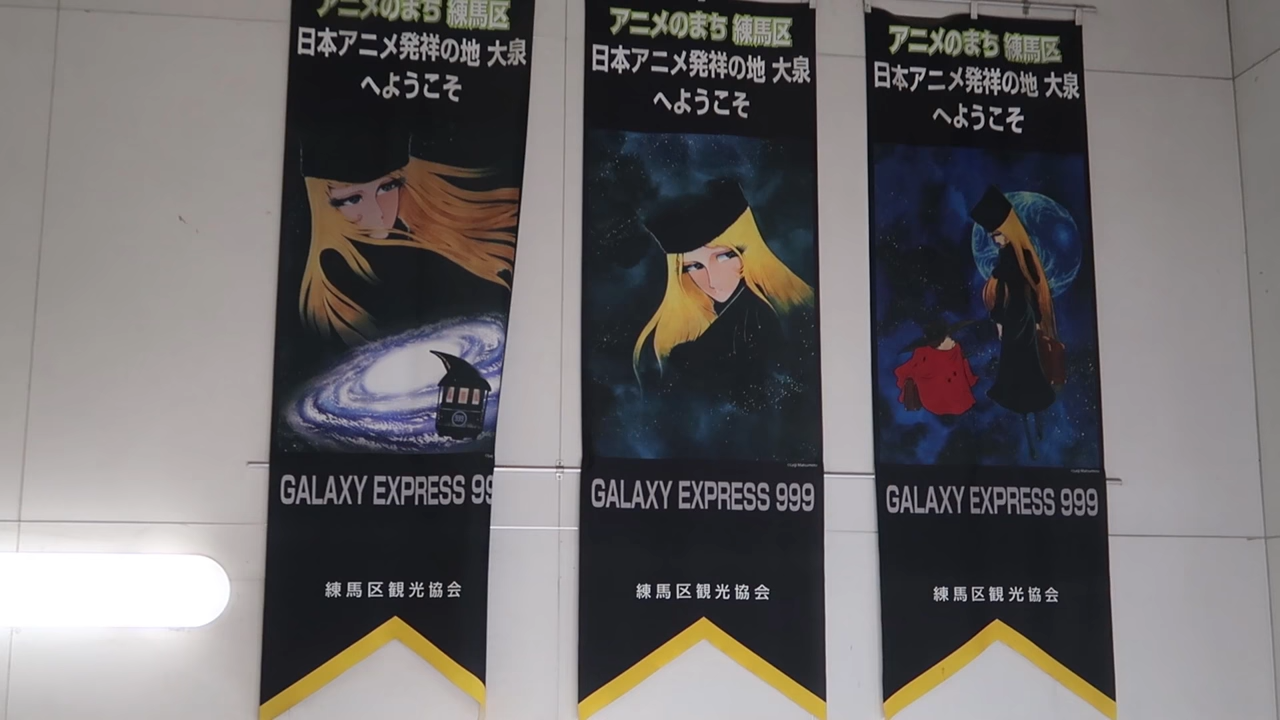 アニメのまち 練馬区
日本アニメ発祥の地 大泉
へようこそ
GALAXY EXPRESS 99
練馬区観光協会
アニメのまち 練馬区
日本アニメ発祥の地 大泉
へようこそ
GALAXY EXPRESS 999
練馬区観光協会
アニメのまち 練馬区
日本アニメ発祥の地 大泉
へようこそ
GALAXY EXPRESS 999
練馬区観光協会